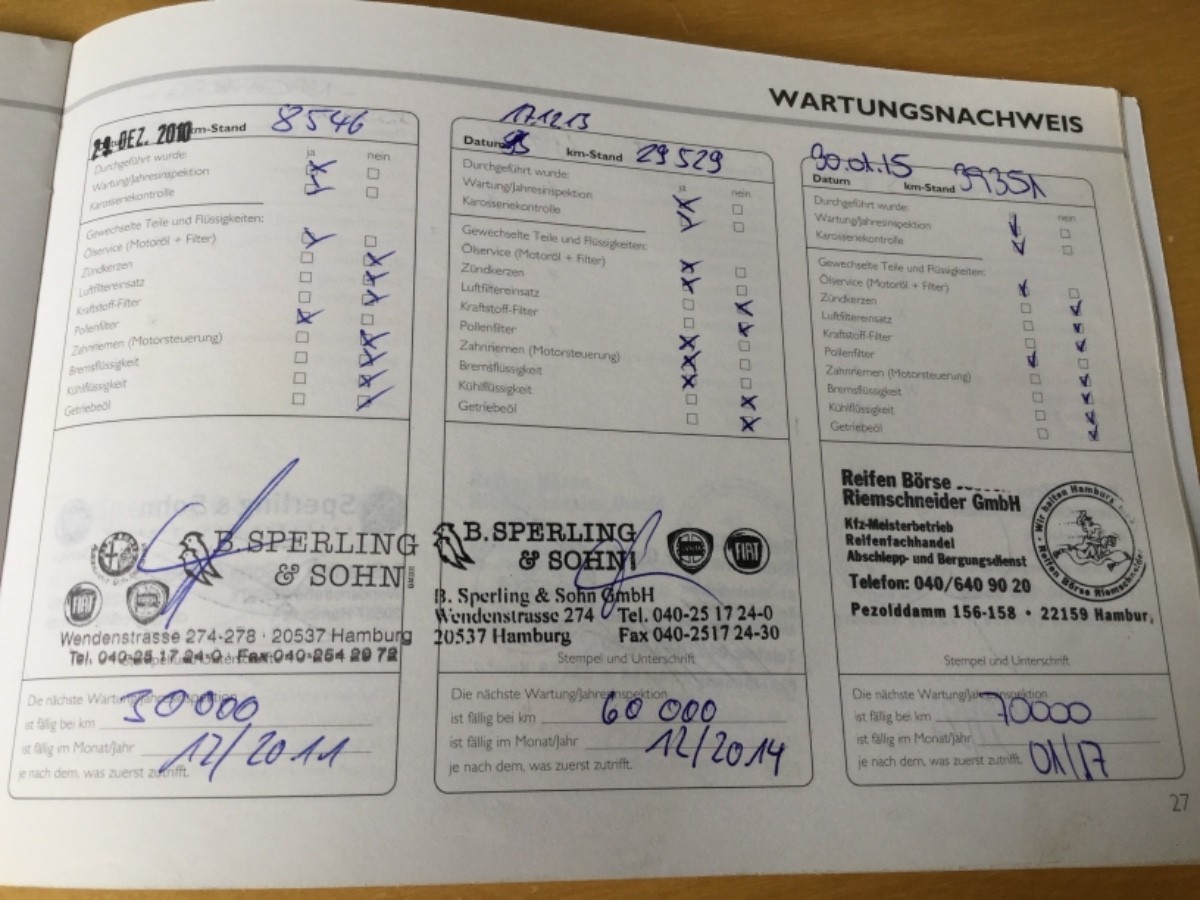 WARTUNGSNACHWEIS
DEZ. 2010 km-Stand 8546
ja nein
Durchgeführt wurde:
Wartung/Jahresinspektion
Karosseriekontrolle
Gewechselte Teile und Flüssigkeiten:
Ölservice (Motoröl + Filter)
Zündkerzen
Luftfiltereinsatz
Kraftstoff-Filter
Pollenfilter
Zahnriemen (Motorsteuerung)
Bremsflüssigkeit
Kühlflüssigkeit
Getriebeöl
B. SPERLING
& SOHN
FIAT
Wendenstrasse 274-278 · 20537 Hamburg
Tel. 040-25 17 24-0 Fax 040-254 29 72
Stempel und Unterschrift
Die nächste Wartung/Jahresinspektion
ist fällig bei km 30000
ist fällig im Monat/Jahr 12/2011
je nach dem, was zuerst zutrifft.
17.12.13
Datum km-Stand 29529
ja nein
Durchgeführt wurde:
Wartung/Jahresinspektion
Karosseriekontrolle
Gewechselte Teile und Flüssigkeiten:
Ölservice (Motoröl + Filter)
Zündkerzen
Luftfiltereinsatz
Kraftstoff-Filter
Pollenfilter
Zahnriemen (Motorsteuerung)
Bremsflüssigkeit
Kühlflüssigkeit
Getriebeöl
B. SPERLING
& SOHN
FIAT
B. Sperling & Sohn GmbH
Wendenstrasse 274 Tel. 040-25 17 24-0
20537 Hamburg Fax 040-2517 24-30
Stempel und Unterschrift
Die nächste Wartung/Jahresinspektion
ist fällig bei km 60 000
ist fällig im Monat/Jahr 12/2014
je nach dem, was zuerst zutrifft.
30.01.15
Datum km-Stand 39351
nein
Durchgeführt wurde:
Wartung/Jahresinspektion
Karosseriekontrolle
Gewechselte Teile und Flüssigkeiten:
Ölservice (Motoröl + Filter)
Zündkerzen
Luftfiltereinsatz
Kraftstoff-Filter
Pollenfilter
Zahnriemen (Motorsteuerung)
Bremsflüssigkeit
Kühlflüssigkeit
Getriebeöl
Reifen Börse
Riemschneider GmbH
Kfz-Meisterbetrieb
Reifenfachhandel
Abschlepp- und Bergungsdienst
Telefon: 040/640 90 20
Pezolddamm 156-158 · 22159 Hambur
Wir halten Hamburg
Reifen Börse Riemschneider
Stempel und Unterschrift
Die nächste Wartung/Jahresinspektion
ist fällig bei km 70000
ist fällig im Monat/Jahr
je nach dem, was zuerst zutrifft. 01/17
27